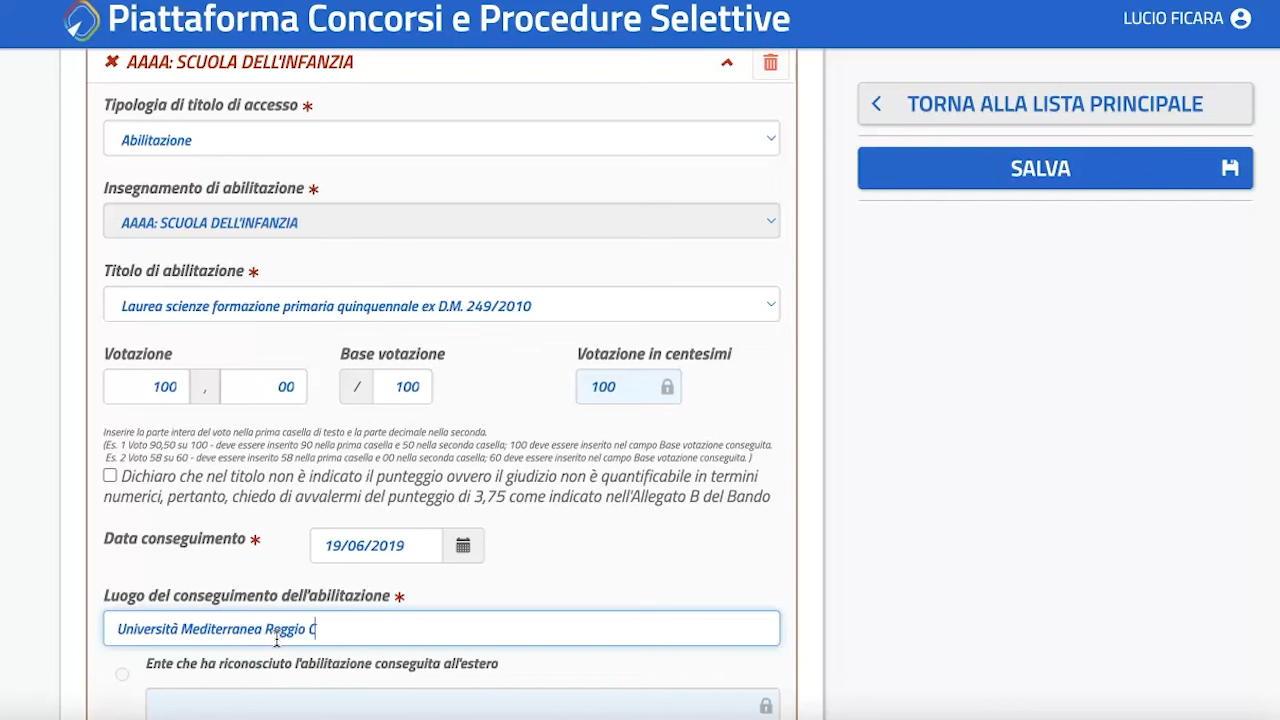 Piattaforma Concorsi e Procedure Selettive
LUCIO FICARA
AAAA: SCUOLA DELL'INFANZIA
TORNA ALLA LISTA PRINCIPALE
SALVA
Tipologia di titolo di accesso *
Abilitazione
Insegnamento di abilitazione *
AAAA: SCUOLA DELL'INFANZIA
Titolo di abilitazione *
Laurea scienze formazione primaria quinquennale ex D.M. 249/2010
Votazione Base votazione Votazione in centesimi
100 , 00 / 100 100
Inserire la parte intera del voto nella prima casella di testo e la parte decimale nella seconda.
(Es. 1 Voto 90,50 su 100 - deve essere inserito 90 nella prima casella e 50 nella seconda casella; 100 deve essere inserito nel campo Base votazione conseguita.
Es. 2 Voto 58 su 60 - deve essere inserito 58 nella prima casella e 00 nella seconda casella; 60 deve essere inserito nel campo Base votazione conseguita. )
Dichiaro che nel titolo non è indicato il punteggio ovvero il giudizio non è quantificabile in termini
numerici, pertanto, chiedo di avvalermi del punteggio di 3,75 come indicato nell'Allegato B del Bando
Data conseguimento * 19/06/2019
Luogo del conseguimento dell'abilitazione *
Università Mediterranea Reggio C
Ente che ha riconosciuto l'abilitazione conseguita all'estero